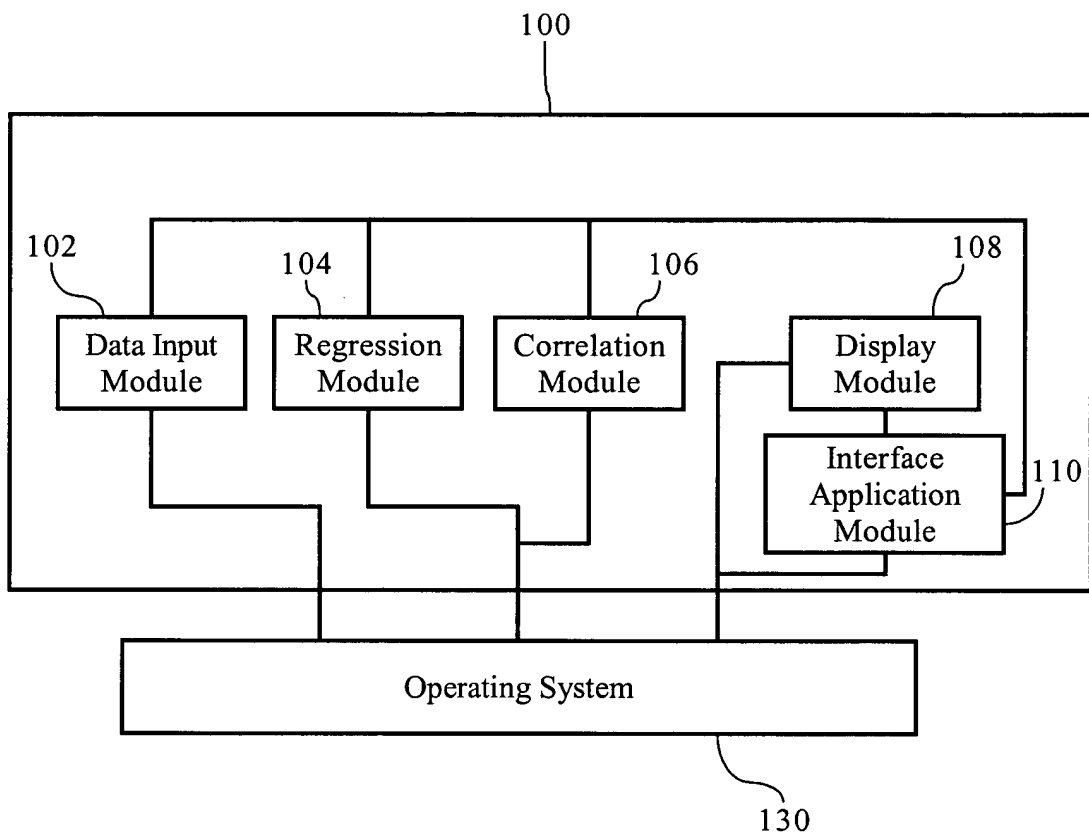 100
102
104
106
108
Data Input
Module
Regression
Module
Correlation
Module
Display
Module
Interface
Application
Module
110
Operating System
130